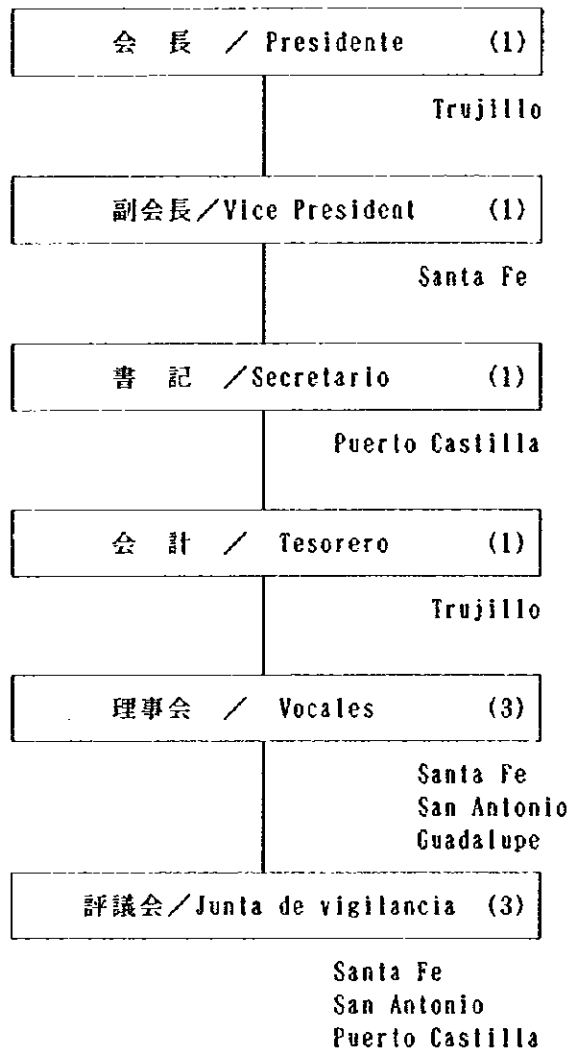 会 長 / Presidente (1)
Trujillo
副会長/Vice President (1)
Santa Fe
書 記 /Secretario (1)
Puerto Castilla
会 計 / Tesorero (1)
Trujillo
理事会 / Vocales (3)
Santa Fe
San Antonio
Guadalupe
評議会/Junta de vigilancia (3)
Santa Fe
San Antonio
Puerto Castilla